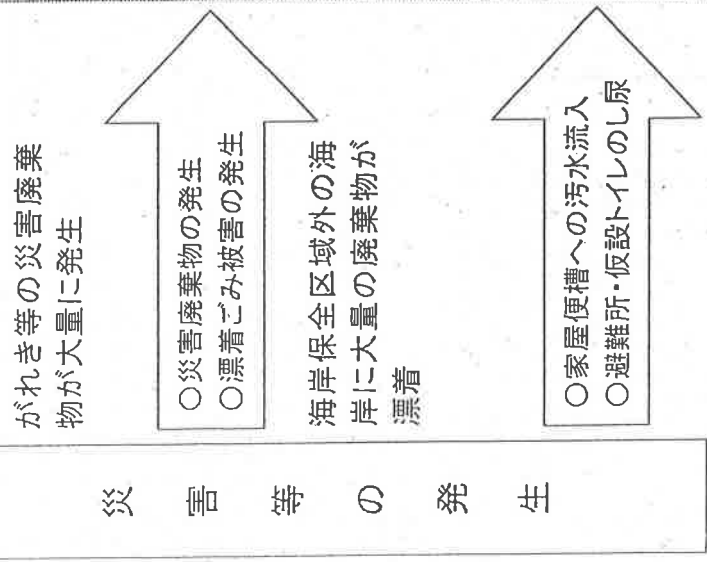 がれき等の災害廃棄
物が大量に発生
○災害廃棄物の発生
○漂着ごみ被害の発生
海岸保全区域外の海
岸に大量の廃棄物が
漂着
○家屋便槽への汚水流入
○避難所・仮設トイレのし尿
災害等の発生